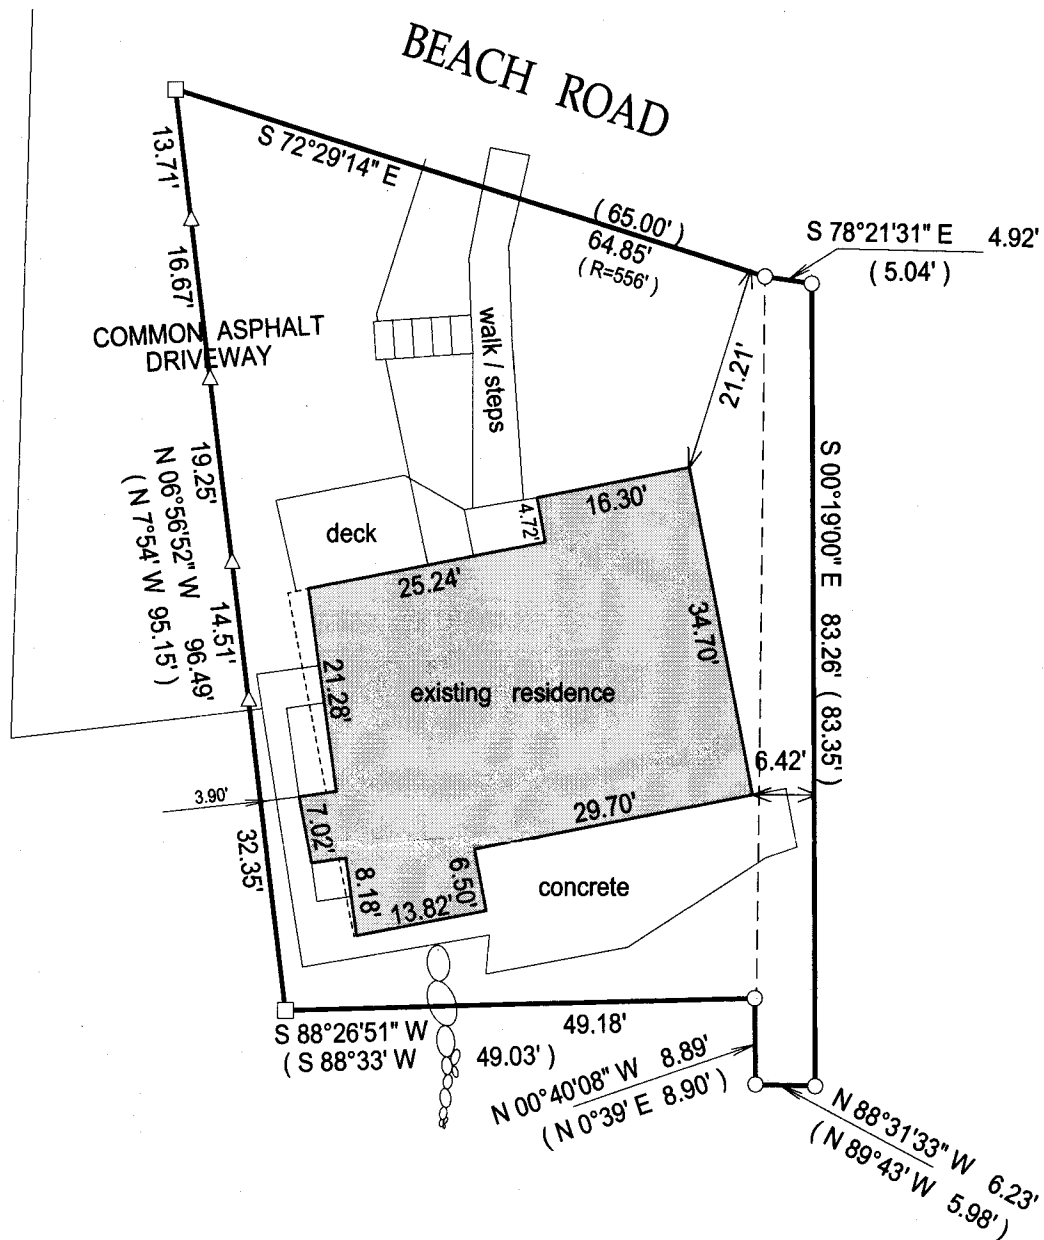 BEACH ROAD
S 72°29'14" E
( 65.00' )
64.85'
( R=556' )
S 78°21'31" E 4.92'
( 5.04' )
13.71'
16.67'
COMMON ASPHALT
DRIVEWAY
walk / steps
21.21'
19.25'
N 06°56'52" W 96.49'
( N 7°54' W 95.15' )
14.51'
S 00°19'00" E 83.26' ( 83.35' )
deck
4.72'
16.30'
25.24'
34.70'
21.28'
existing residence
6.42'
3.90'
29.70'
7.02'
32.35'
8.18'
6.50'
13.82'
concrete
S 88°26'51" W
49.18'
( S 88°33' W 49.03' )
N 00°40'08" W 8.89'
( N 0°39' E 8.90' )
N 88°31'33" W 6.23'
( N 89°43' W 5.98' )